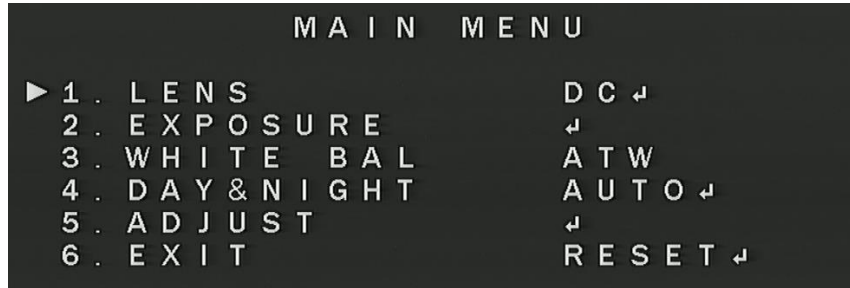 MAIN MENU
▶1. LENS DC↲
2. EXPOSURE ↲
3. WHITE BAL ATW
4. DAY&NIGHT AUTO↲
5. ADJUST ↲
6. EXIT RESET↲